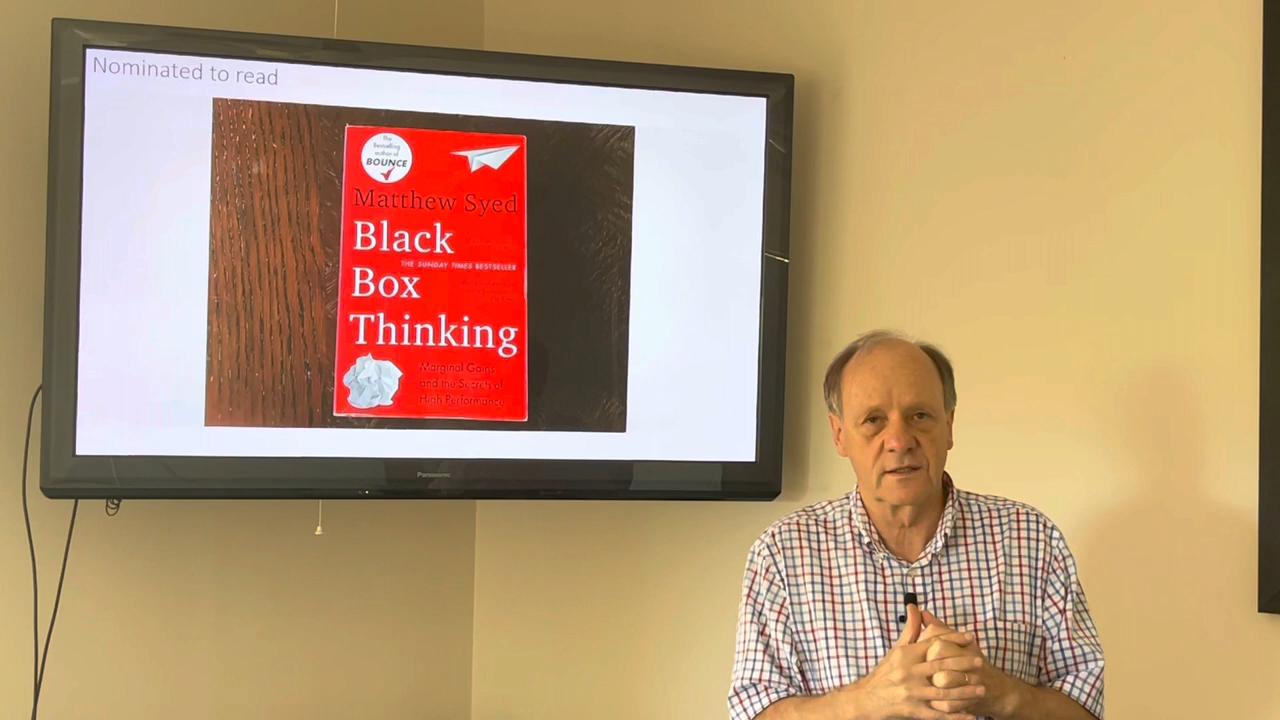 Nominated to read
The
Bestselling
author of
BOUNCE
Matthew Syed
Black
THE SUNDAY TIMES BESTSELLER
Box
Thinking
Marginal Gains
and the Secrets of
High Performance
Panasonic